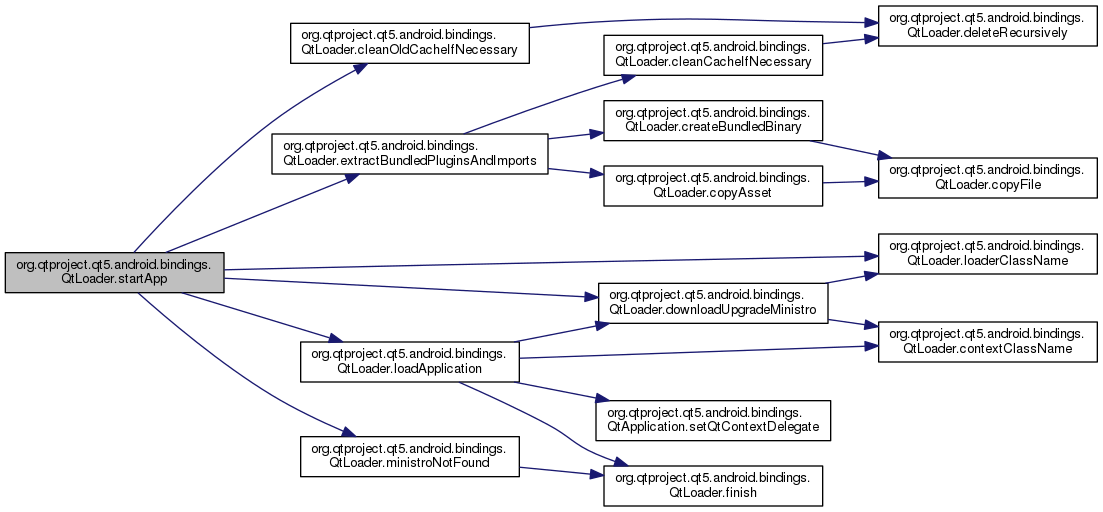 org.qtproject.qt5.android.bindings.
QtLoader.startApp
org.qtproject.qt5.android.bindings.
QtLoader.cleanOldCacheIfNecessary
org.qtproject.qt5.android.bindings.
QtLoader.extractBundledPluginsAndImports
org.qtproject.qt5.android.bindings.
QtLoader.loadApplication
org.qtproject.qt5.android.bindings.
QtLoader.ministroNotFound
org.qtproject.qt5.android.bindings.
QtLoader.cleanCacheIfNecessary
org.qtproject.qt5.android.bindings.
QtLoader.createBundledBinary
org.qtproject.qt5.android.bindings.
QtLoader.copyAsset
org.qtproject.qt5.android.bindings.
QtLoader.downloadUpgradeMinistro
org.qtproject.qt5.android.bindings.
QtApplication.setQtContextDelegate
org.qtproject.qt5.android.bindings.
QtLoader.finish
org.qtproject.qt5.android.bindings.
QtLoader.deleteRecursively
org.qtproject.qt5.android.bindings.
QtLoader.copyFile
org.qtproject.qt5.android.bindings.
QtLoader.loaderClassName
org.qtproject.qt5.android.bindings.
QtLoader.contextClassName